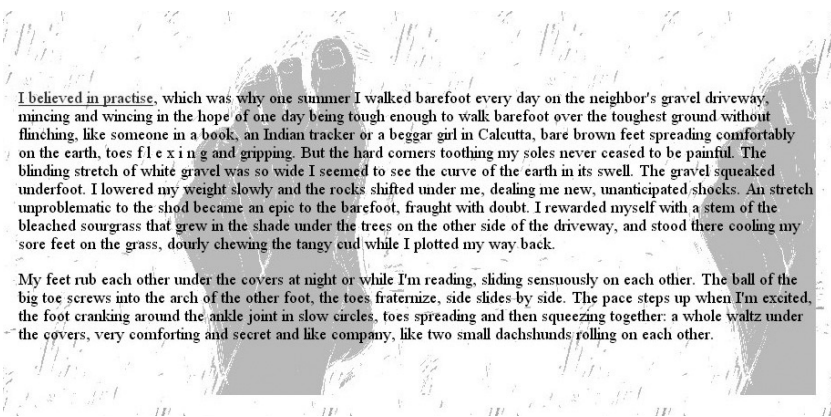 I believed in practise, which was why one summer I walked barefoot every day on the neighbor's gravel driveway,
mincing and wincing in the hope of one day being tough enough to walk barefoot over the toughest ground without
flinching, like someone in a book, an Indian tracker or a beggar girl in Calcutta, bare brown feet spreading comfortably
on the earth, toes f l e x i n g and gripping. But the hard corners toothing my soles never ceased to be painful. The
blinding stretch of white gravel was so wide I seemed to see the curve of the earth in its swell. The gravel squeaked
underfoot. I lowered my weight slowly and the rocks shifted under me, dealing me new, unanticipated shocks. An stretch
unproblematic to the shod became an epic to the barefoot, fraught with doubt. I rewarded myself with a stem of the
bleached sourgrass that grew in the shade under the trees on the other side of the driveway, and stood there cooling my
sore feet on the grass, dourly chewing the tangy cud while I plotted my way back.
My feet rub each other under the covers at night or while I'm reading, sliding sensuously on each other. The ball of the
big toe screws into the arch of the other foot, the toes fraternize, side slides by side. The pace steps up when I'm excited,
the foot cranking around the ankle joint in slow circles, toes spreading and then squeezing together: a whole waltz under
the covers, very comforting and secret and like company, like two small dachshunds rolling on each other.